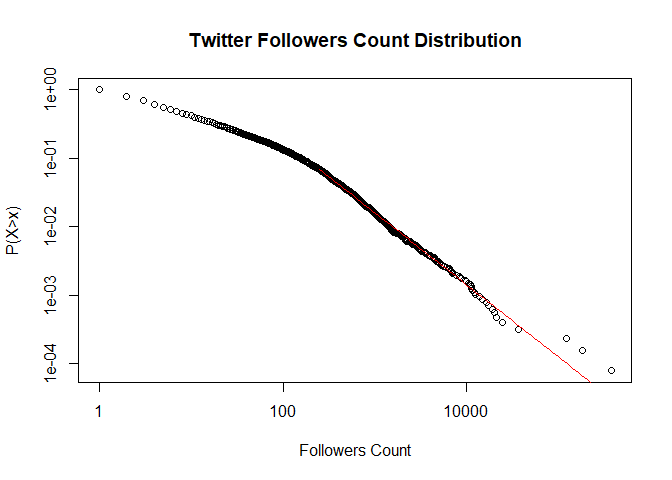 Twitter Followers Count Distribution
P(X>x)
1e+00
1e-01
1e-02
1e-03
1e-04
1
100
10000
Followers Count